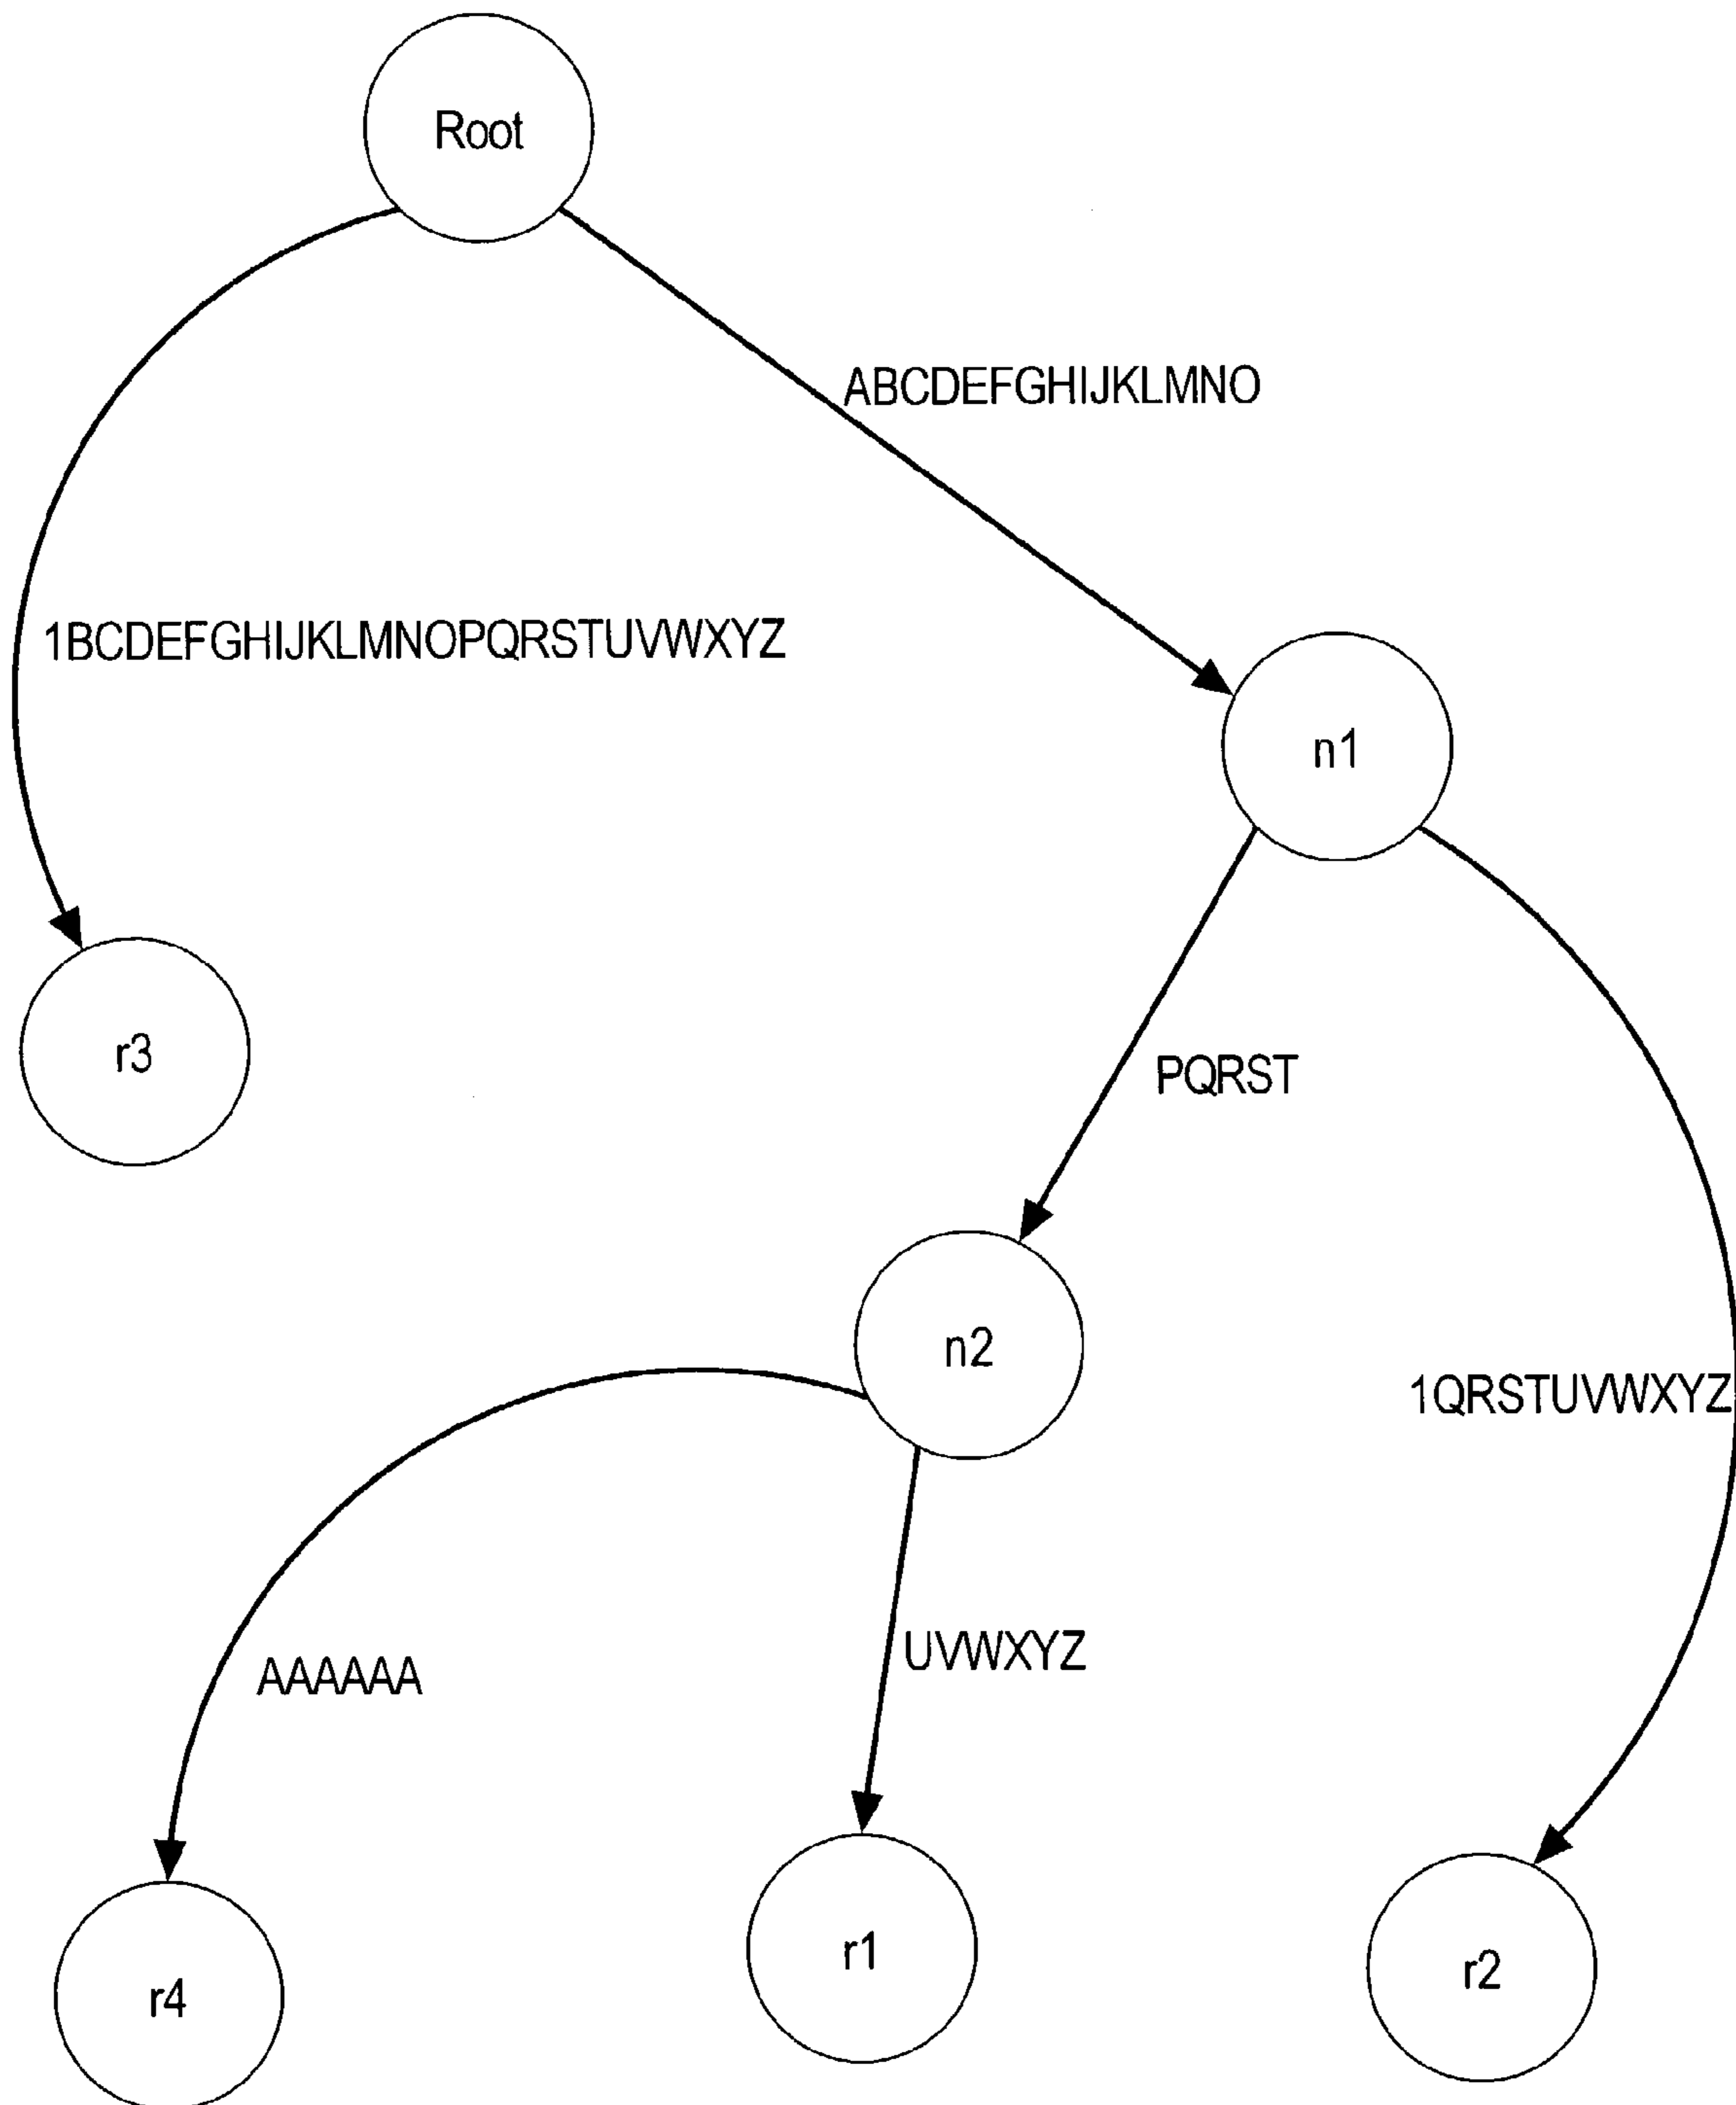 Root
ABCDEFGHIJKLMNO
1BCDEFGHIJKLMNOPQRSTUVWXYZ
n1
r3
PQRST
n2
1QRSTUVWXYZ
UVWXYZ
AAAAAA
r1
r2
r4